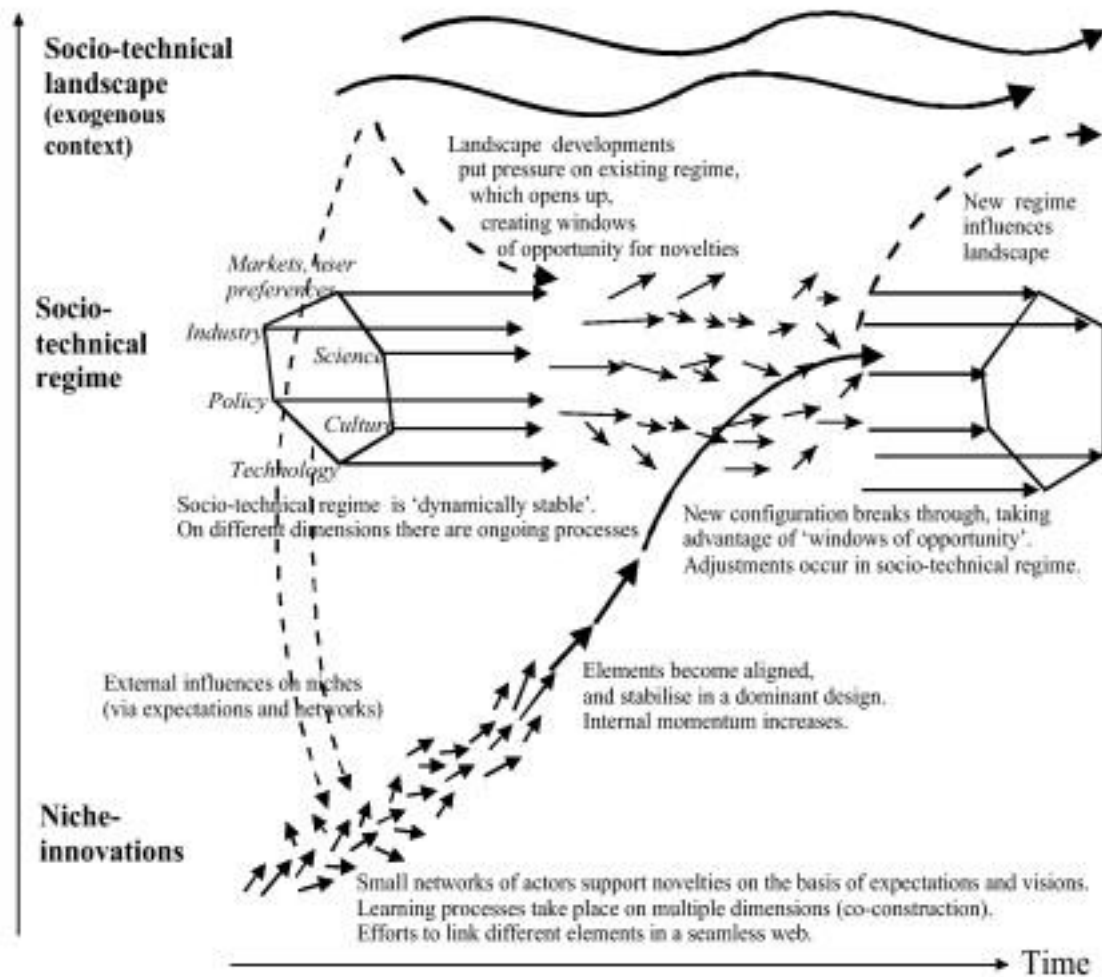 Socio-technical
landscape
(exogenous
context)
Landscape developments
put pressure on existing regime,
which opens up,
creating windows
of opportunity for novelties
New regime
influences
landscape
Markets, user
preferences
Socio-
technical
regime
Industry
Science
Policy
Culture
Technology
Socio-technical regime is ‘dynamically stable’.
On different dimensions there are ongoing processes
New configuration breaks through, taking
advantage of ‘windows of opportunity’.
Adjustments occur in socio-technical regime.
External influences on niches
(via expectations and networks)
Elements become aligned,
and stabilise in a dominant design.
Internal momentum increases.
Niche-
innovations
Small networks of actors support novelties on the basis of expectations and visions.
Learning processes take place on multiple dimensions (co-construction).
Efforts to link different elements in a seamless web.
Time